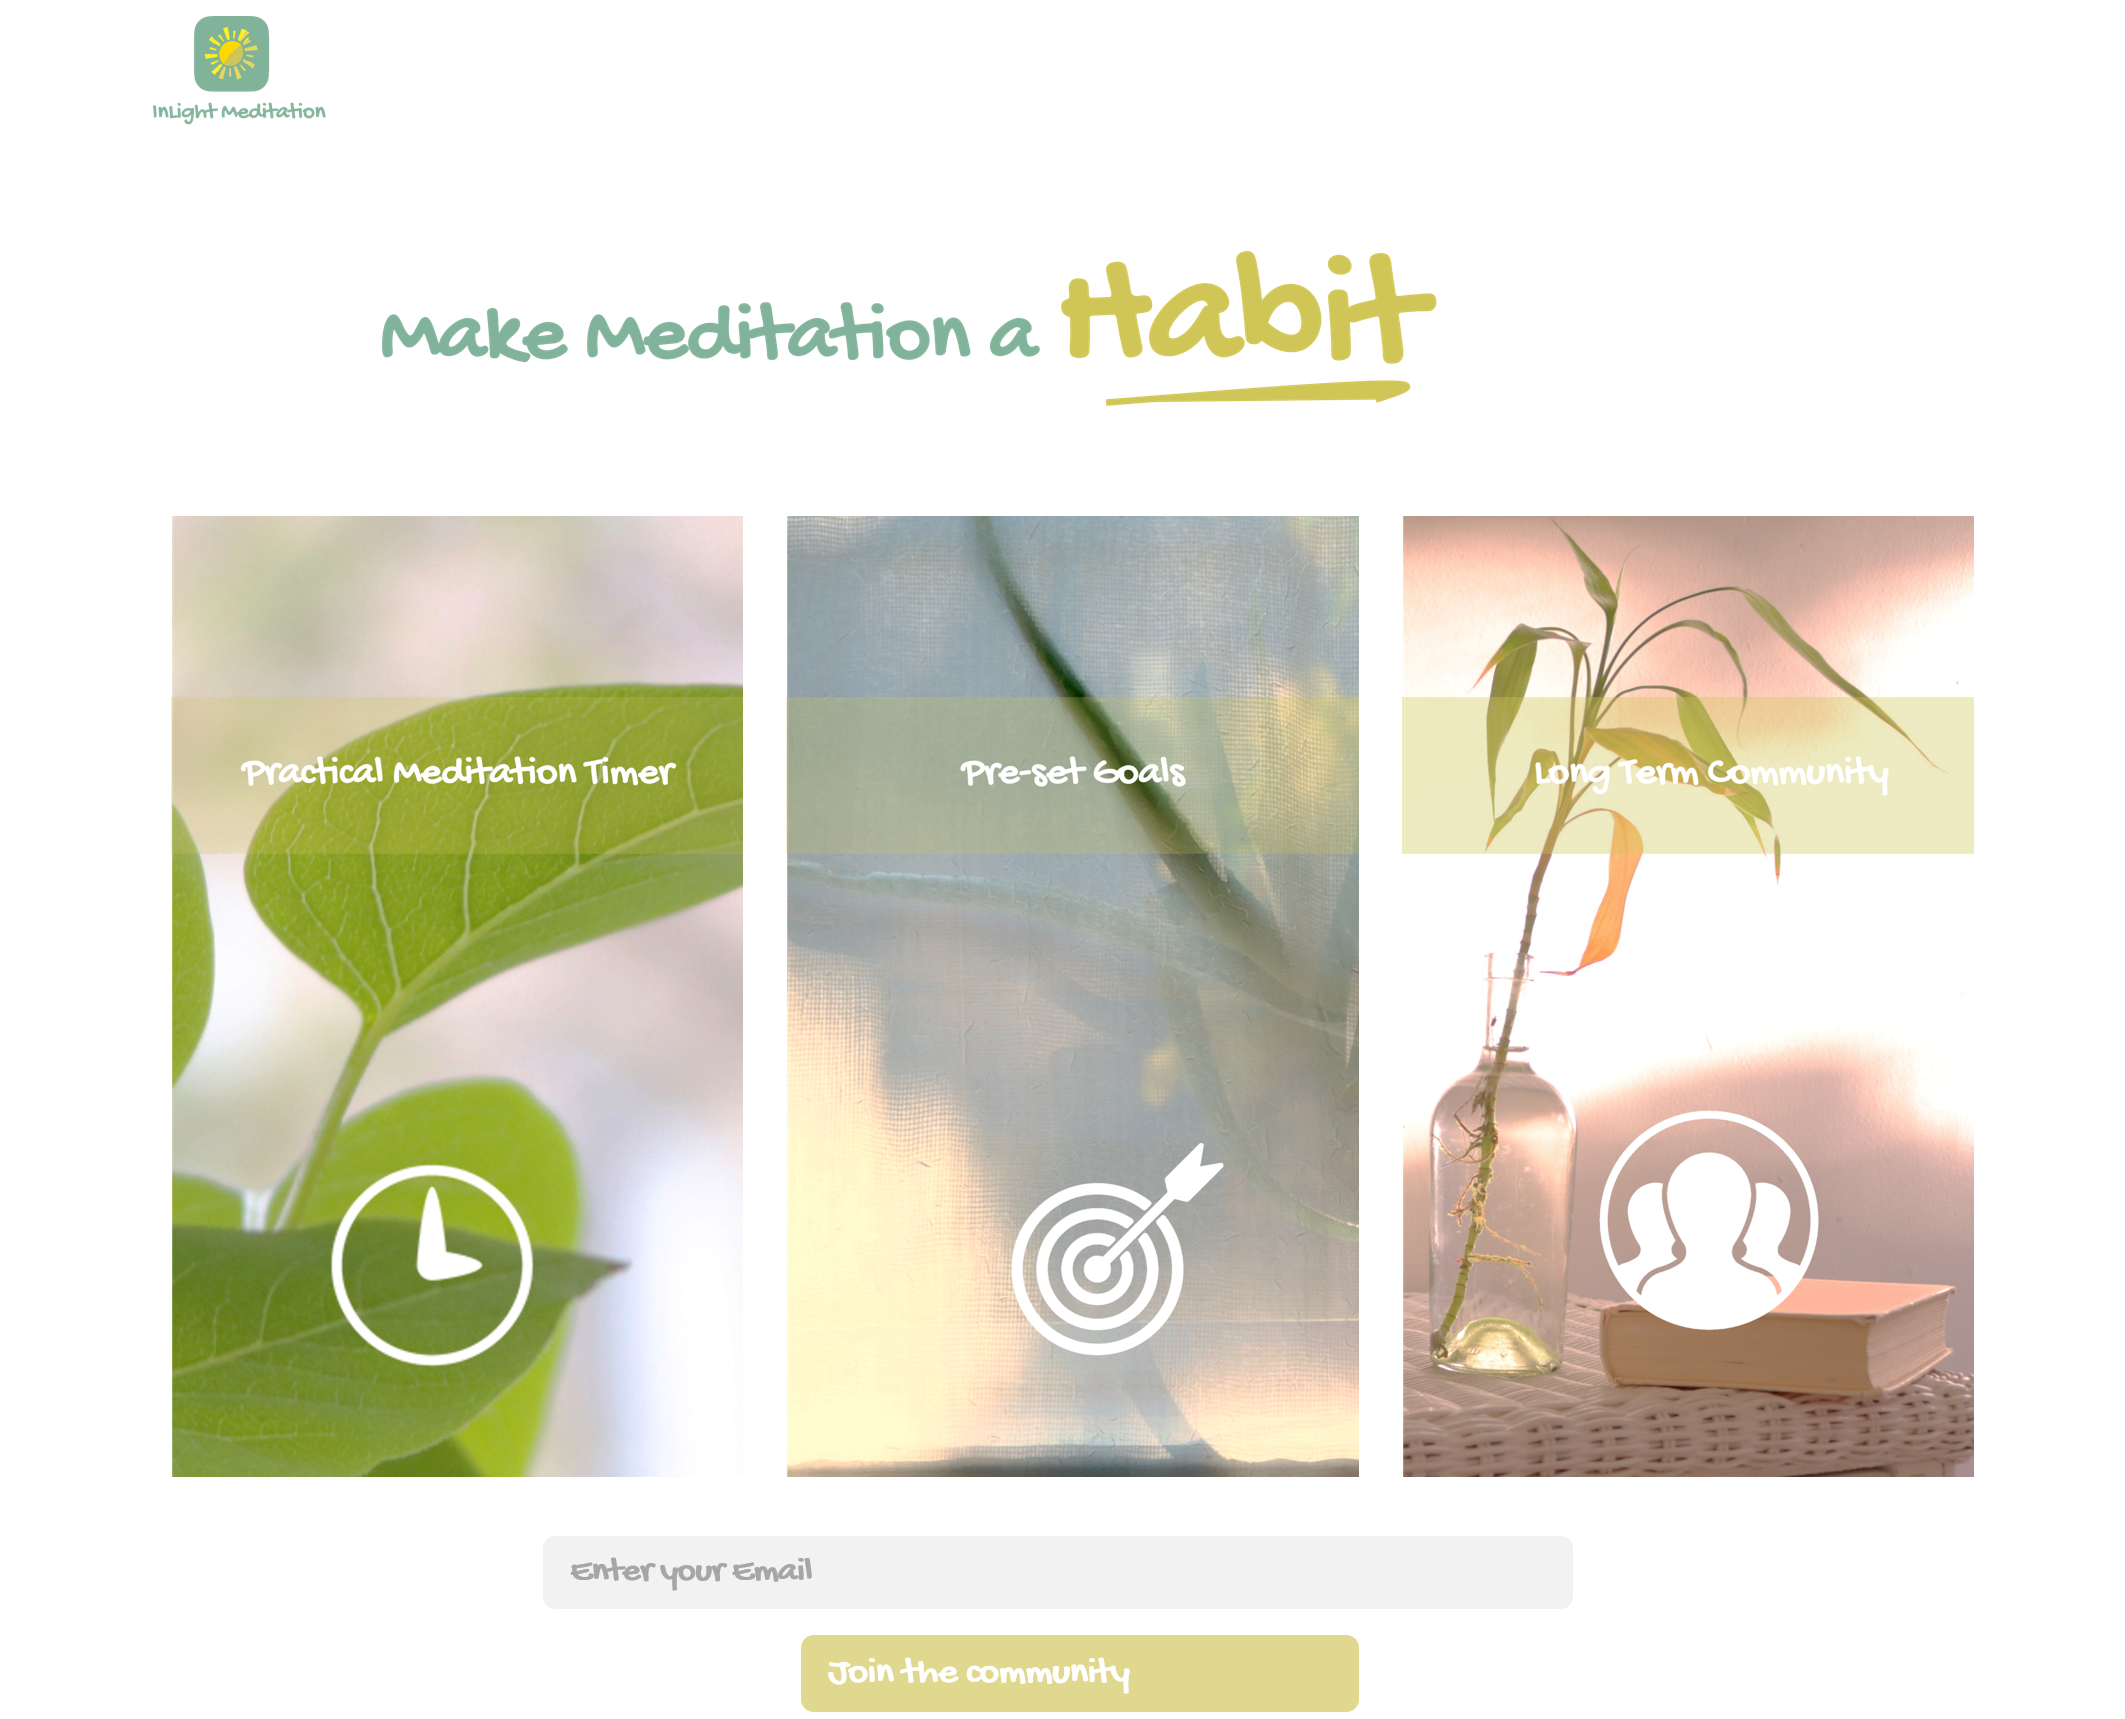 InLight Meditation
Make Meditation a Habit
Practical Meditation Timer
Pre-set Goals
Long Term Community
Enter your Email
Join the community